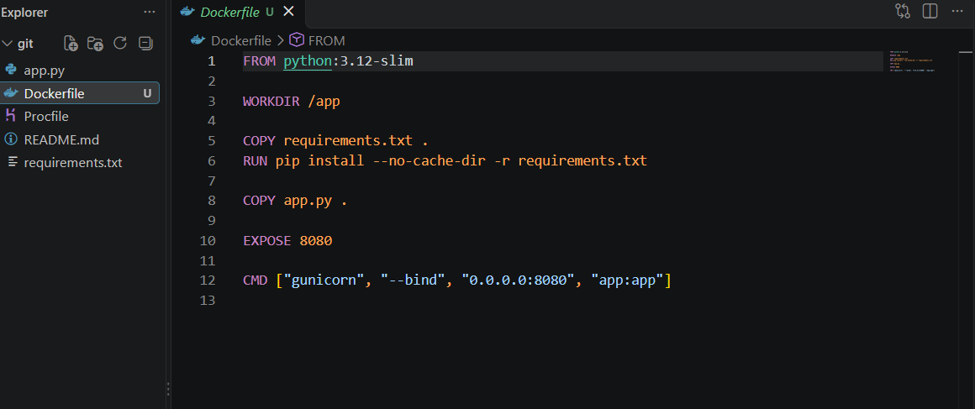 Explorer
git
app.py
Dockerfile U
Procfile
README.md
requirements.txt
Dockerfile U
Dockerfile FROM
1 FROM python:3.12-slim
2
3 WORKDIR /app
4
5 COPY requirements.txt .
6 RUN pip install --no-cache-dir -r requirements.txt
7
8 COPY app.py .
9
10 EXPOSE 8080
11
12 CMD ["gunicorn", "--bind", "0.0.0.0:8080", "app:app"]
13